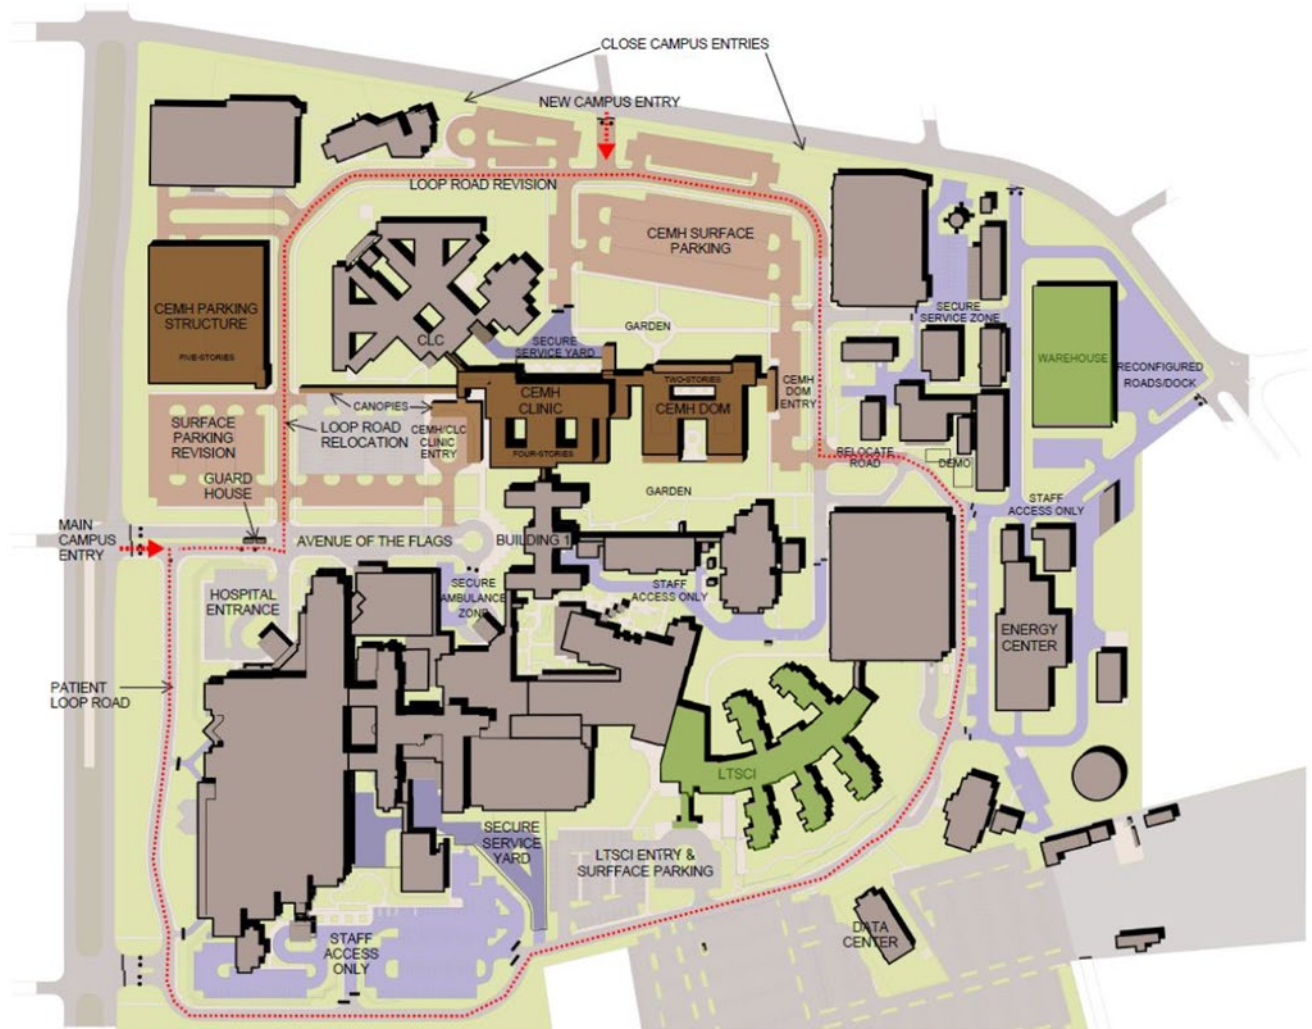 CLOSE CAMPUS ENTRIES
NEW CAMPUS ENTRY
LOOP ROAD REVISION
CEMH SURFACE
PARKING
CEMH PARKING
STRUCTURE
FIVE-STORIES
CLC
GARDEN
SECURE
SERVICE YARD
SECURE
SERVICE ZONE
WAREHOUSE
RECONFIGURED
ROADS/DOCK
TWO-STORIES
CEMH DOM
CEMH
DOM
ENTRY
CEMH
CLINIC
FOUR-STORIES
CANOPIES
CEMH/CLC
CLINIC
ENTRY
LOOP ROAD
RELOCATION
SURFACE
PARKING
REVISION
GUARD
HOUSE
RELOCATE
ROAD
DEMO
GARDEN
STAFF
ACCESS ONLY
MAIN
CAMPUS
ENTRY
AVENUE OF THE FLAGS
BUILDING 1
HOSPITAL
ENTRANCE
SECURE
AMBULANCE
ZONE
STAFF
ACCESS ONLY
ENERGY
CENTER
PATIENT
LOOP ROAD
LTSCI
SECURE
SERVICE
YARD
LTSCI ENTRY &
SURFFACE PARKING
STAFF
ACCESS
ONLY
DATA
CENTER